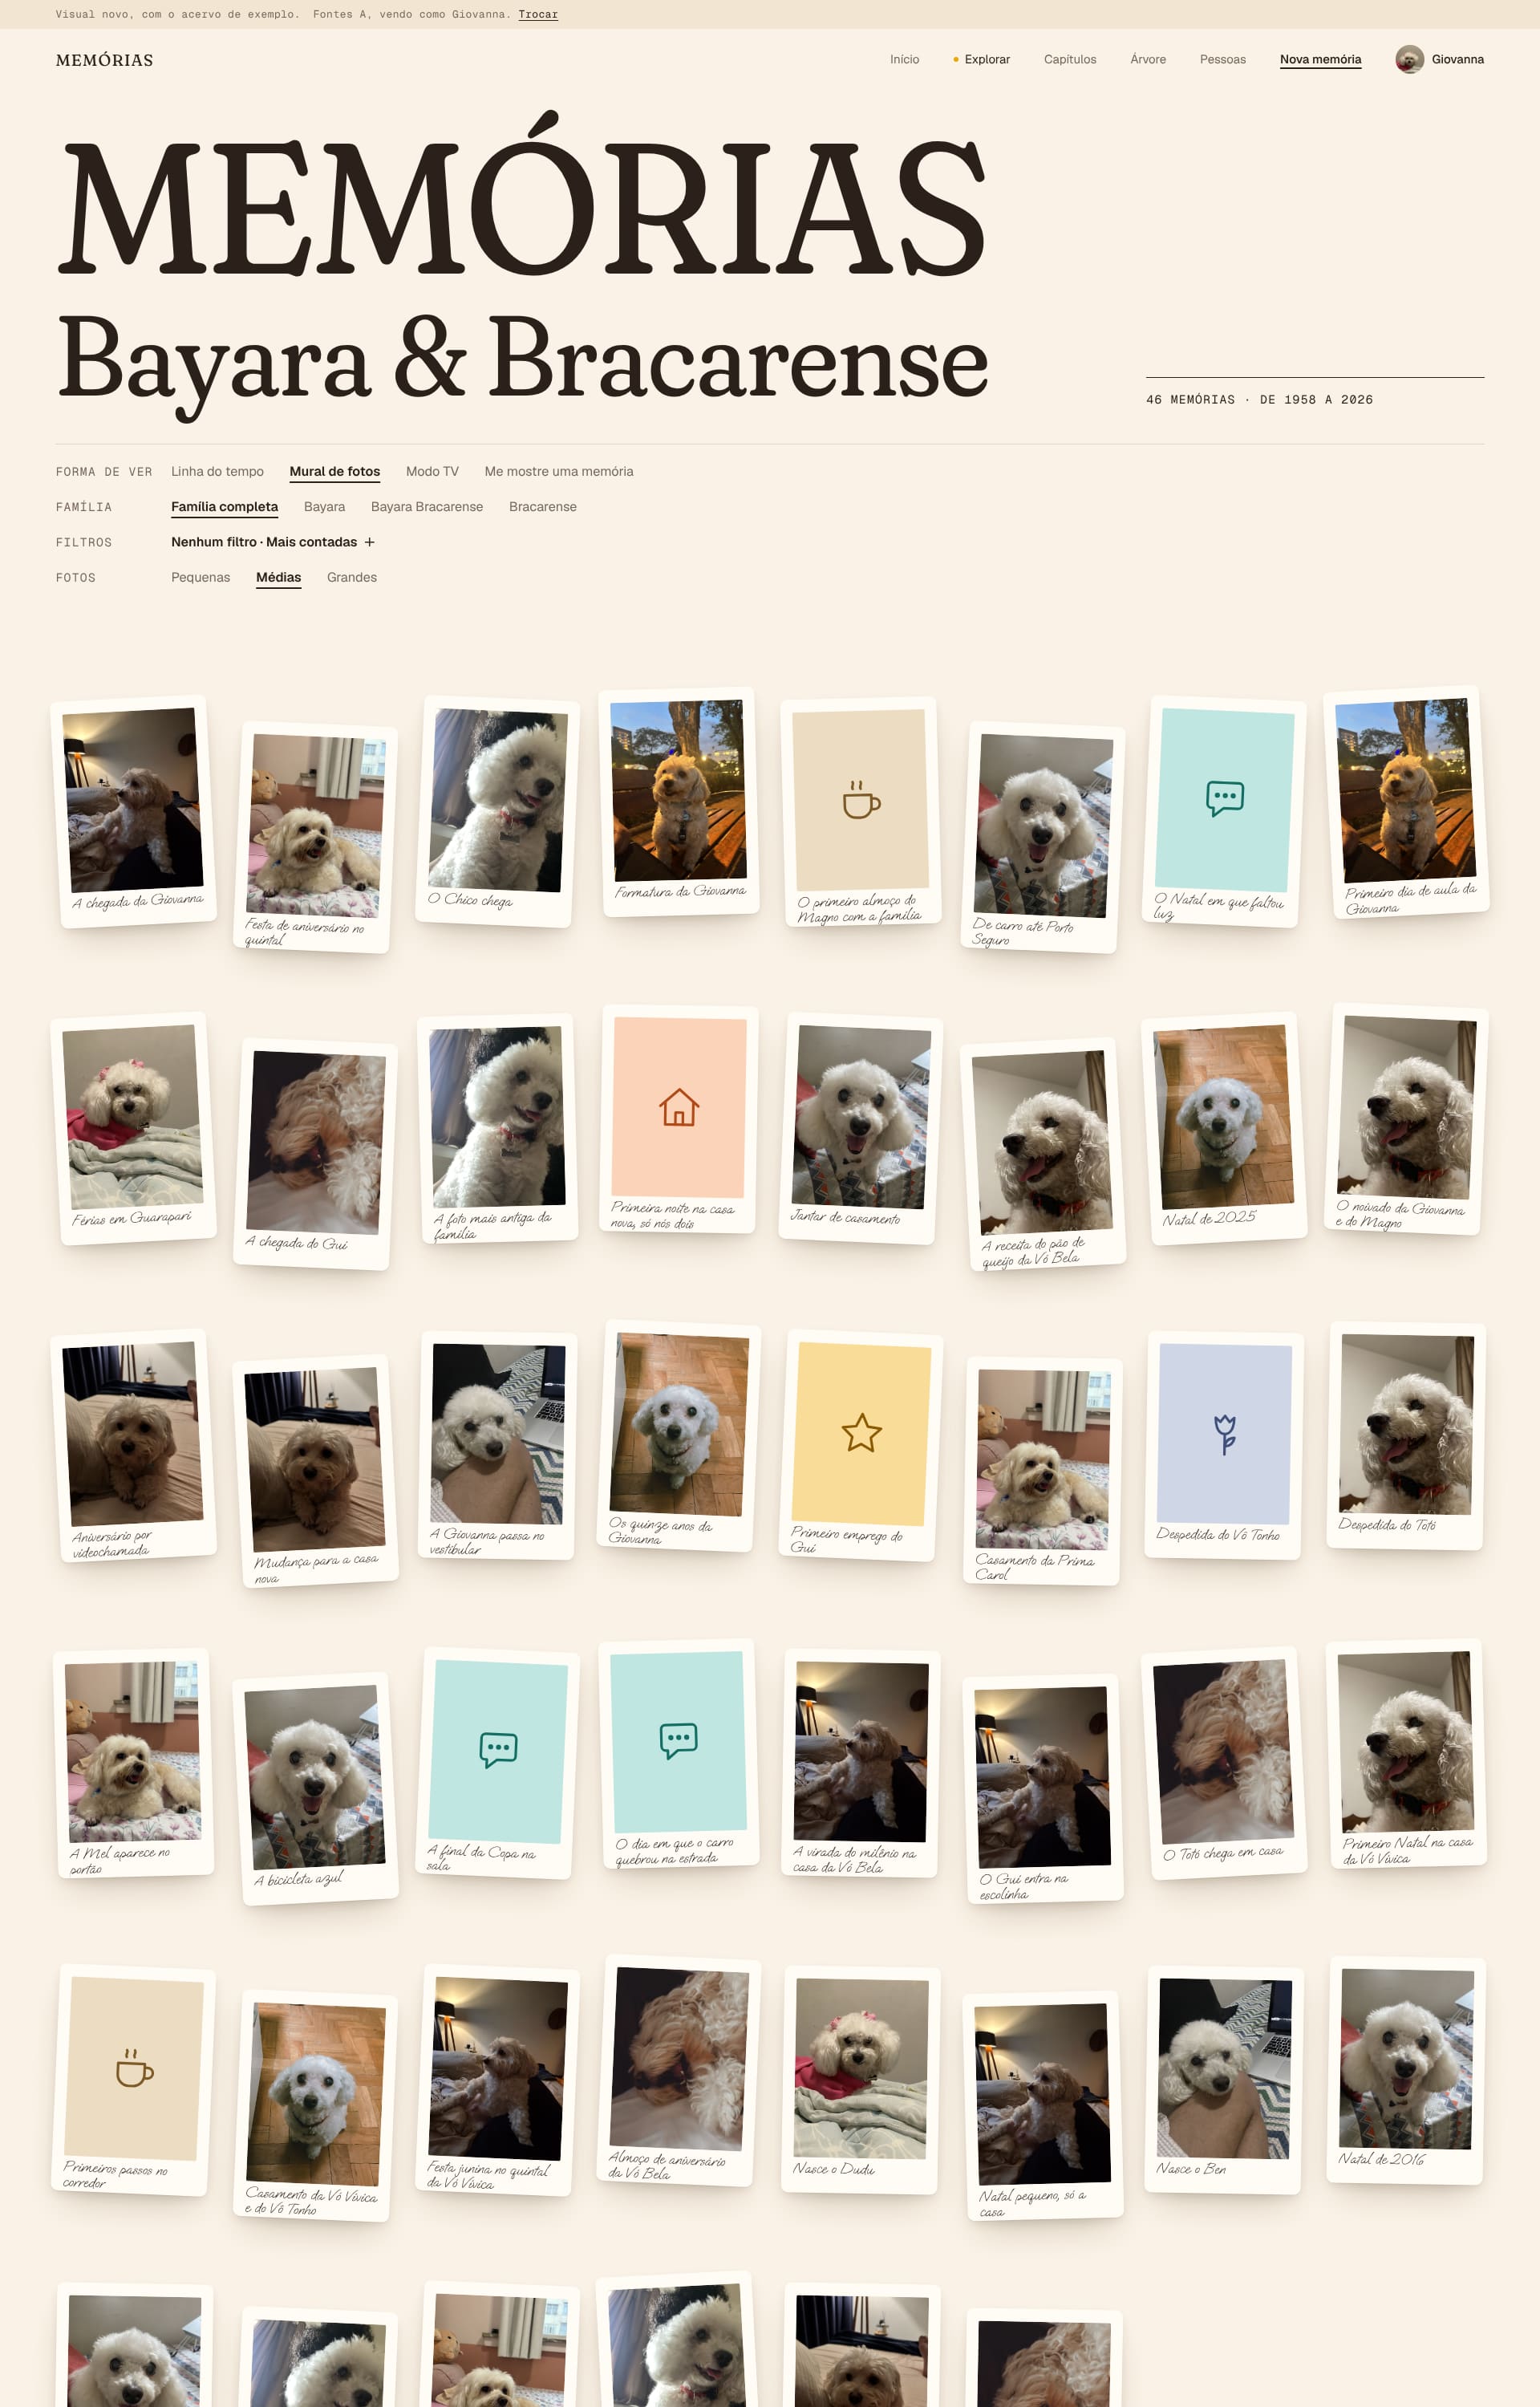 Visual novo, com o acervo de exemplo. Fontes A, vendo como Giovanna. Trocar
MEMÓRIAS
Início
Explorar
Capítulos
Árvore
Pessoas
Nova memória
Giovanna
MEMÓRIAS
Bayara & Bracarense
46 MEMÓRIAS · DE 1958 A 2026
FORMA DE VER Linha do tempo Mural de fotos Modo TV Me mostre uma memória
FAMÍLIA Família completa Bayara Bayara Bracarense Bracarense
FILTROS Nenhum filtro · Mais contadas +
FOTOS Pequenas Médias Grandes
A chegada da Giovanna
Festa de aniversário no
quintal
O Chico chega
Formatura da Giovanna
O primeiro almoço do
Magno com a família
De carro até Porto
Seguro
O Natal em que faltou
luz
Primeiro dia de aula da
Giovanna
Férias em Guarapari
A chegada do Gui
A foto mais antiga da
família
Primeira noite na casa
nova, só nós dois
Jantar de casamento
A receita do pão de
queijo da Vó Bela
Natal de 2025
O noivado da Giovanna
e do Magno
Aniversário por
videochamada
Mudança para a casa
nova
A Giovanna passa no
vestibular
Os quinze anos da
Giovanna
Primeiro emprego do
Gui
Casamento da Prima
Carol
Despedida do Vô Tonho
Despedida do Totó
A Mel aparece no
portão
A bicicleta azul
A final da Copa na
sala
O dia em que o carro
quebrou na estrada
A virada do milênio na
casa da Vó Bela
O Gui entra na
escolinha
O Totó chega em casa
Primeiro Natal na casa
da Vó Vívica
Primeiros passos no
corredor
Casamento da Vó Vívica
e do Vô Tonho
Festa junina no quintal
da Vó Vívica
Almoço de aniversário
da Vó Bela
Nasce o Dudu
Natal pequeno, só a
casa
Nasce o Ben
Natal de 2016